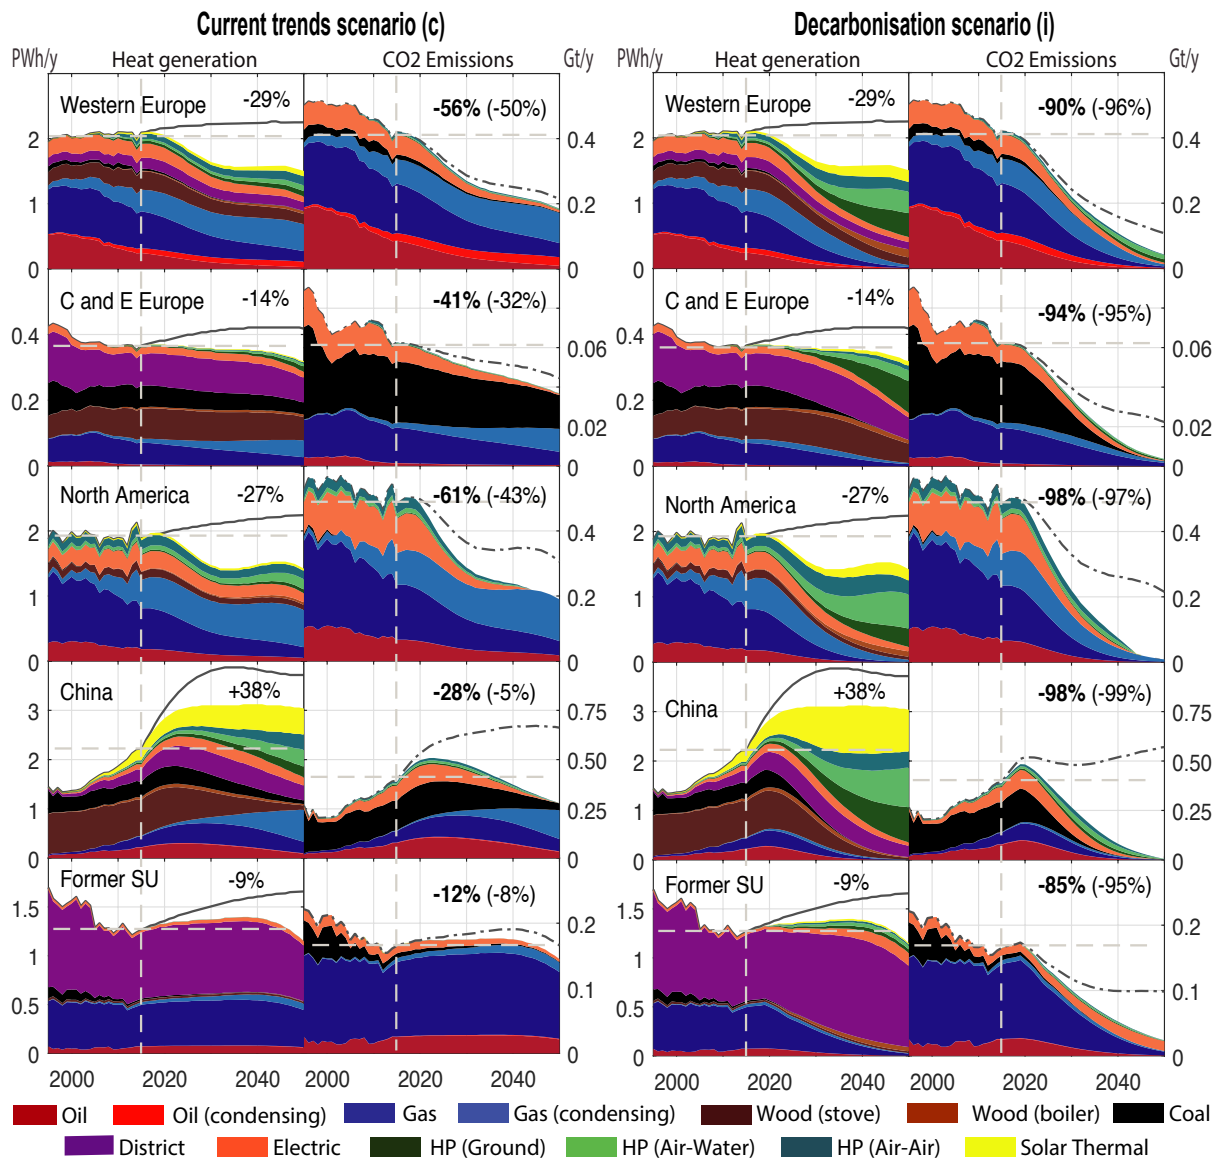 Current trends scenario (c) Decarbonisation scenario (i)
PWh/y Heat generation CO2 Emissions Gt/y PWh/y Heat generation CO2 Emissions Gt/y
Western Europe -29% -56% (-50%) Western Europe -29% -90% (-96%)
2 0.4 2 0.4
1 0.2 1 0.2
0 0 0 0
C and E Europe -14% -41% (-32%) C and E Europe -14% -94% (-95%)
0.4 0.06 0.4 0.06
0.2 0.02 0.2 0.02
0 0 0 0
North America -27% -61% (-43%) North America -27% -98% (-97%)
2 0.4 2 0.4
1 0.2 1 0.2
0 0 0 0
China +38% -28% (-5%) China +38% -98% (-99%)
3 0.75 3 0.75
2 0.50 2 0.50
1 0.25 1 0.25
0 0 0 0
Former SU -9% -12% (-8%) Former SU -9% -85% (-95%)
1.5 0.2 1.5 0.2
1 0.1 1 0.1
0.5 0.5
0 0 0 0
2000 2020 2040 2000 2020 2040 2000 2020 2040 2000 2020 2040
Oil Oil (condensing) Gas Gas (condensing) Wood (stove) Wood (boiler) Coal
District Electric HP (Ground) HP (Air-Water) HP (Air-Air) Solar Thermal